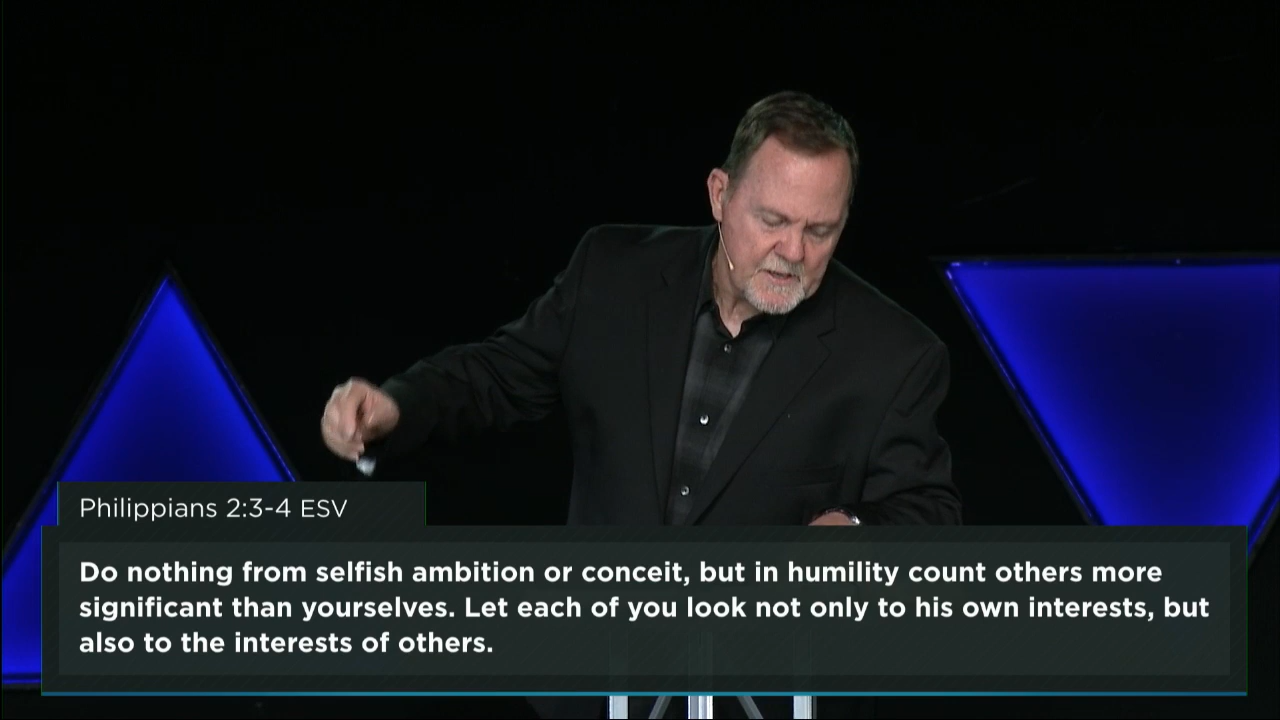 Philippians 2:3-4 ESV
Do nothing from selfish ambition or conceit, but in humility count others more
significant than yourselves. Let each of you look not only to his own interests, but
also to the interests of others.